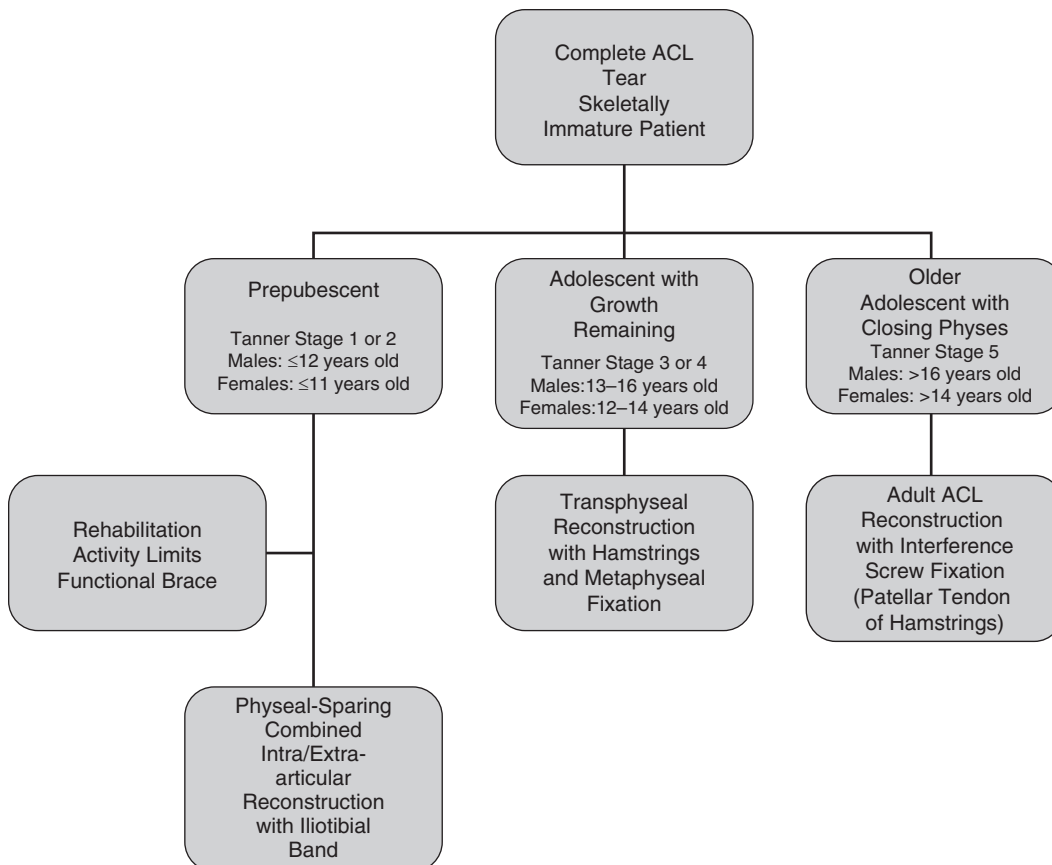 Complete ACL
Tear
Skeletally
Immature Patient
Prepubescent
Tanner Stage 1 or 2
Males: ≤12 years old
Females: ≤11 years old
Adolescent with
Growth
Remaining
Tanner Stage 3 or 4
Males:13–16 years old
Females:12–14 years old
Older
Adolescent with
Closing Physes
Tanner Stage 5
Males: >16 years old
Females: >14 years old
Rehabilitation
Activity Limits
Functional Brace
Transphyseal
Reconstruction
with Hamstrings
and Metaphyseal
Fixation
Adult ACL
Reconstruction
with Interference
Screw Fixation
(Patellar Tendon
of Hamstrings)
Physeal-Sparing
Combined
Intra/Extra-
articular
Reconstruction
with Iliotibial
Band